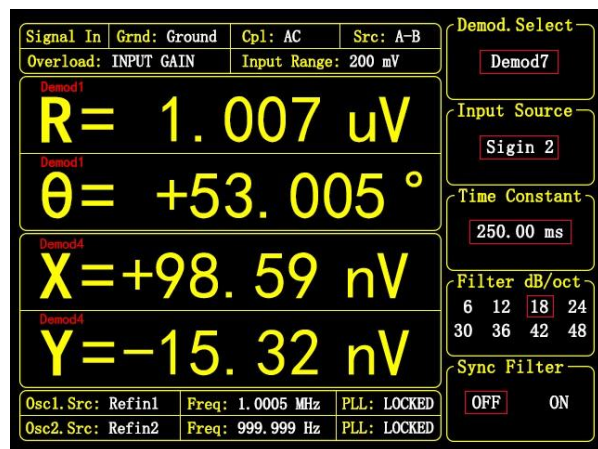 Signal In Grnd: Ground Cpl: AC Src: A-B
Overload: INPUT GAIN Input Range: 200 mV
Demod1
R= 1.007 uV
Demod1
θ= +53.005 °
Demod4
X=+98.59 nV
Demod4
Y=-15.32 nV
Osc1.Src: Refin1 Freq: 1.0005 MHz PLL: LOCKED
Osc2.Src: Refin2 Freq: 999.999 Hz PLL: LOCKED
Demod.Select
Demod7
Input Source
Sigin 2
Time Constant
250.00 ms
Filter dB/oct
6 12 18 24
30 36 42 48
Sync Filter
OFF ON